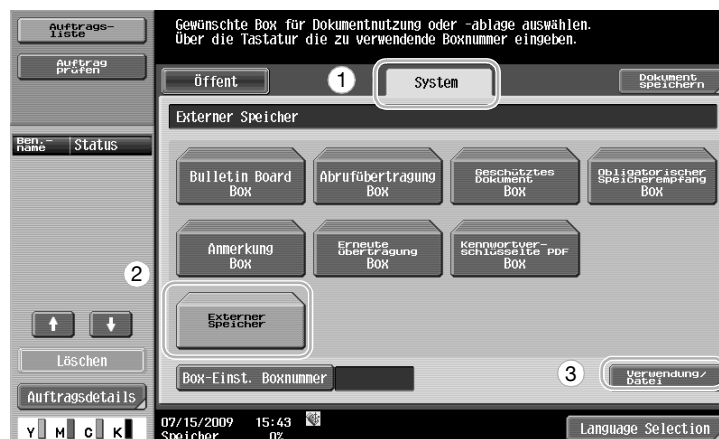 Auftrags-
liste
Auftrag
prüfen
Gewünschte Box für Dokumentnutzung oder -ablage auswählen.
Über die Tastatur die zu verwendende Boxnummer eingeben.
Öffent
1
System
Dokument
speichern
Externer Speicher
Ben.-
name
Status
Bulletin Board
Box
Abrufübertragung
Box
Geschütztes
Dokument
Box
Obligatorischer
Speicherempfang
Box
Anmerkung
Box
Erneute
Übertragung
Box
Kennwortver-
schlüsselte PDF
Box
2
Externer
Speicher
Löschen
Box-Einst. Boxnummer
3
Verwendung/
Datei
Auftragsdetails
Y M C K
07/15/2009 15:43
Speicher 0%
Language Selection